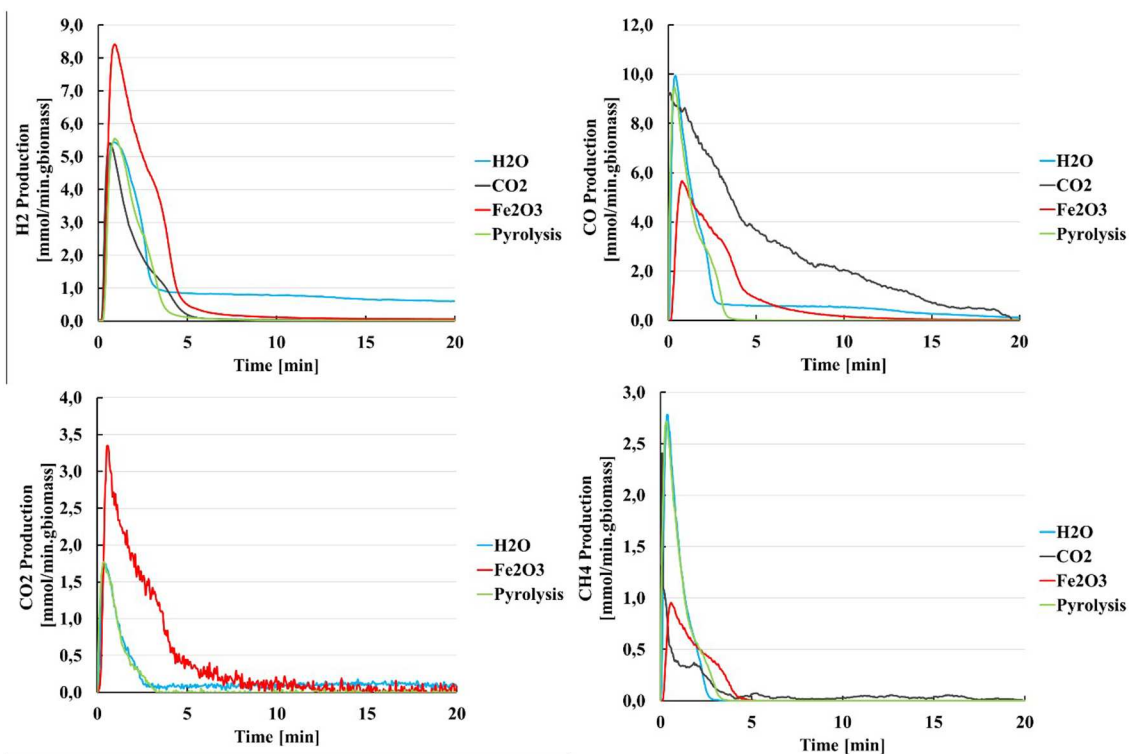 H2 Production
[mmol/min.gbiomass]
9,0
8,0
7,0
6,0
5,0
4,0
3,0
2,0
1,0
0,0
0 5 10 15 20
Time [min]
H2O
CO2
Fe2O3
Pyrolysis
CO Production
[mmol/min.gbiomass]
12,0
10,0
8,0
6,0
4,0
2,0
0,0
0 5 10 15 20
Time [min]
H2O
CO2
Fe2O3
Pyrolysis
CO2 Production
[mmol/min.gbiomass]
4,0
3,5
3,0
2,5
2,0
1,5
1,0
0,5
0,0
0 5 10 15 20
Time [min]
H2O
Fe2O3
Pyrolysis
CH4 Production
[mmol/min.gbiomass]
3,0
2,5
2,0
1,5
1,0
0,5
0,0
0 5 10 15 20
Time [min]
H2O
CO2
Fe2O3
Pyrolysis